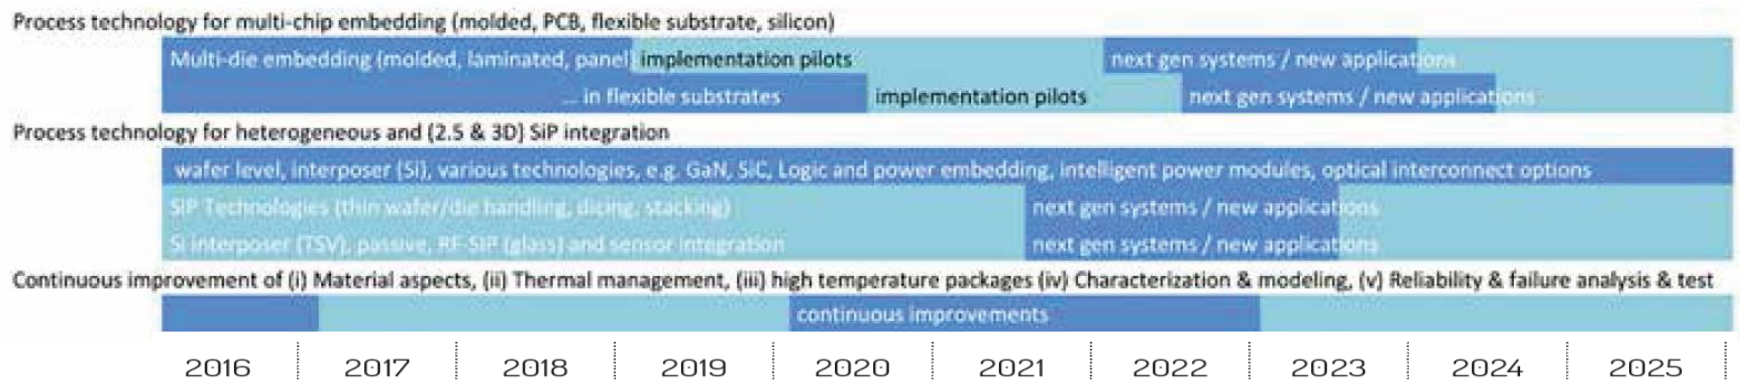 Process technology for multi-chip embedding (molded, PCB, flexible substrate, silicon)
Multi-die embedding (molded, laminated, panel implementation pilots next gen systems / new applications
... in flexible substrates implementation pilots next gen systems / new applications
Process technology for heterogeneous and (2.5 & 3D) SiP integration
wafer level, interposer (Si), various technologies, e.g. GaN, SiC, Logic and power embedding, intelligent power modules, optical interconnect options
SiP Technologies (thin wafer/die handling, dicing, stacking) next gen systems / new applications
Si interposer (TSV), passive, RF-SiP (glass) and sensor integration next gen systems / new applications
Continuous improvement of (i) Material aspects, (ii) Thermal management, (iii) high temperature packages (iv) Characterization & modeling, (v) Reliability & failure analysis & test
continuous improvements
2016 2017 2018 2019 2020 2021 2022 2023 2024 2025